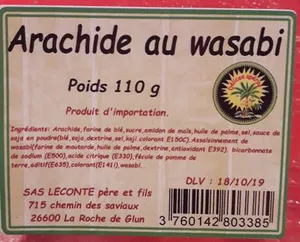 Arachide au wasabi
Poids 110 g
Produit d'importation.
Ingrédients: Arachide,farine de blé,sucre,amidon de maïs,huile de palme,sel,sauce de
soja en poudre(blé,soja,dextrine,sel,koji,colorant E150C).Assaisonnement de
wasabi(farine de moutarde,huile de palme,dextrine,antioxidant E392), bicarbonate
de sodium (E500),acide citrique (E330),fécule de pomme de
terre,aditif(E635),colorant(E141i),wasabi.
DLV : 18/10/19
SAS LECONTE père et fils
715 chemin des saviaux
26600 La Roche de Glun
3 760142 803385